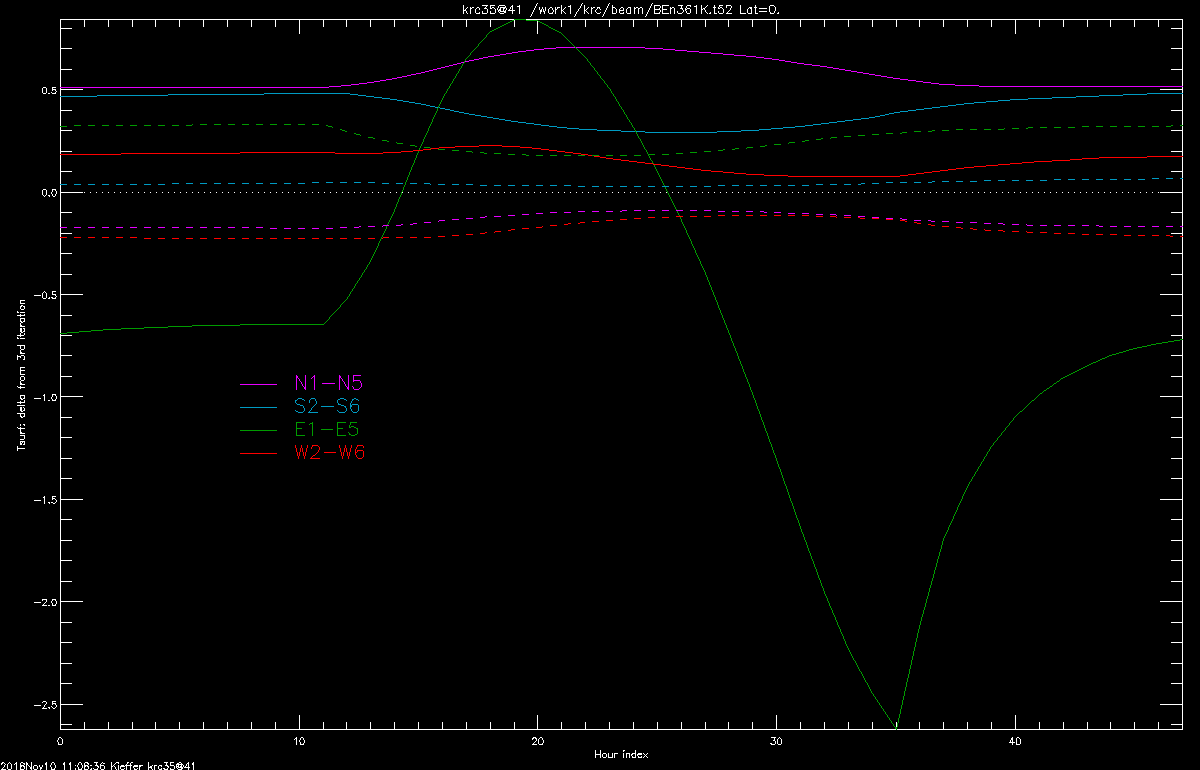 krc35@41 /work1/krc/beam/BEn361K.t52 Lat=0.
Tsurf: delta from 3rd iteration
0.5
0.0
−0.5
−1.0
−1.5
−2.0
−2.5
N1−N5
S2−S6
E1−E5
W2−W6
0 10 20 30 40
Hour index
2016Nov10 11:08:36 Kieffer krc35@41